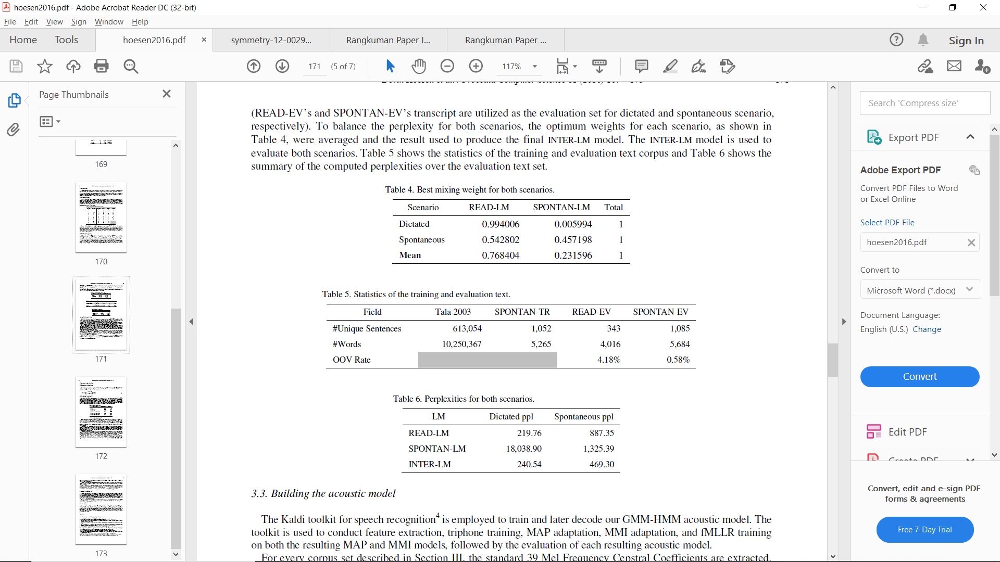 hoesen2016.pdf - Adobe Acrobat Reader DC (32-bit)
File Edit View Sign Window Help
Home Tools hoesen2016.pdf symmetry-12-0029... Rangkuman Paper I... Rangkuman Paper ... Sign In
171 (5 of 7) 117%
Page Thumbnails
169
170
171
172
173
(READ-EV's and SPONTAN-EV's transcript are utilized as the evaluation set for dictated and spontaneous scenario,
respectively). To balance the perplexity for both scenarios, the optimum weights for each scenario, as shown in
Table 4, were averaged and the result used to produce the final INTER-LM model. The INTER-LM model is used to
evaluate both scenarios. Table 5 shows the statistics of the training and evaluation text corpus and Table 6 shows the
summary of the computed perplexities over the evaluation text set.
Table 4. Best mixing weight for both scenarios.
Scenario READ-LM SPONTAN-LM Total
Dictated 0.994006 0.005994 1
Spontaneous 0.542802 0.457198 1
Mean 0.768404 0.231596 1
Table 5. Statistics of the training and evaluation text.
Field Tala 2003 SPONTAN-TR READ-EV SPONTAN-EV
#Unique Sentences 613,054 1,052 343 1,085
#Words 10,250,367 5,265 4,016 5,684
OOV Rate 4.18% 0.58%
Table 6. Perplexities for both scenarios.
LM Dictated ppl Spontaneous ppl
READ-LM 219.76 887.35
SPONTAN-LM 18,038.90 1,325.39
INTER-LM 240.54 469.30
3.3. Building the acoustic model
The Kaldi toolkit for speech recognition4 is employed to train and later decode our GMM-HMM acoustic model. The
toolkit is used to conduct feature extraction, triphone training, MAP adaptation, MMI adaptation, and fMLLR training
on both the resulting MAP and MMI models, followed by the evaluation of each resulting acoustic model.
For every corpus set described in Section III, the standard 39 Mel Frequency Cepstral Coefficients are extracted.
Search 'Compress size'
Export PDF
Adobe Export PDF
Convert PDF Files to Word
or Excel Online
Select PDF File
hoesen2016.pdf
Convert to
Microsoft Word (*.docx)
Document Language:
English (U.S.) Change
Convert
Edit PDF
Create PDF
Convert, edit and e-sign PDF
forms & agreements
Free 7-Day Trial